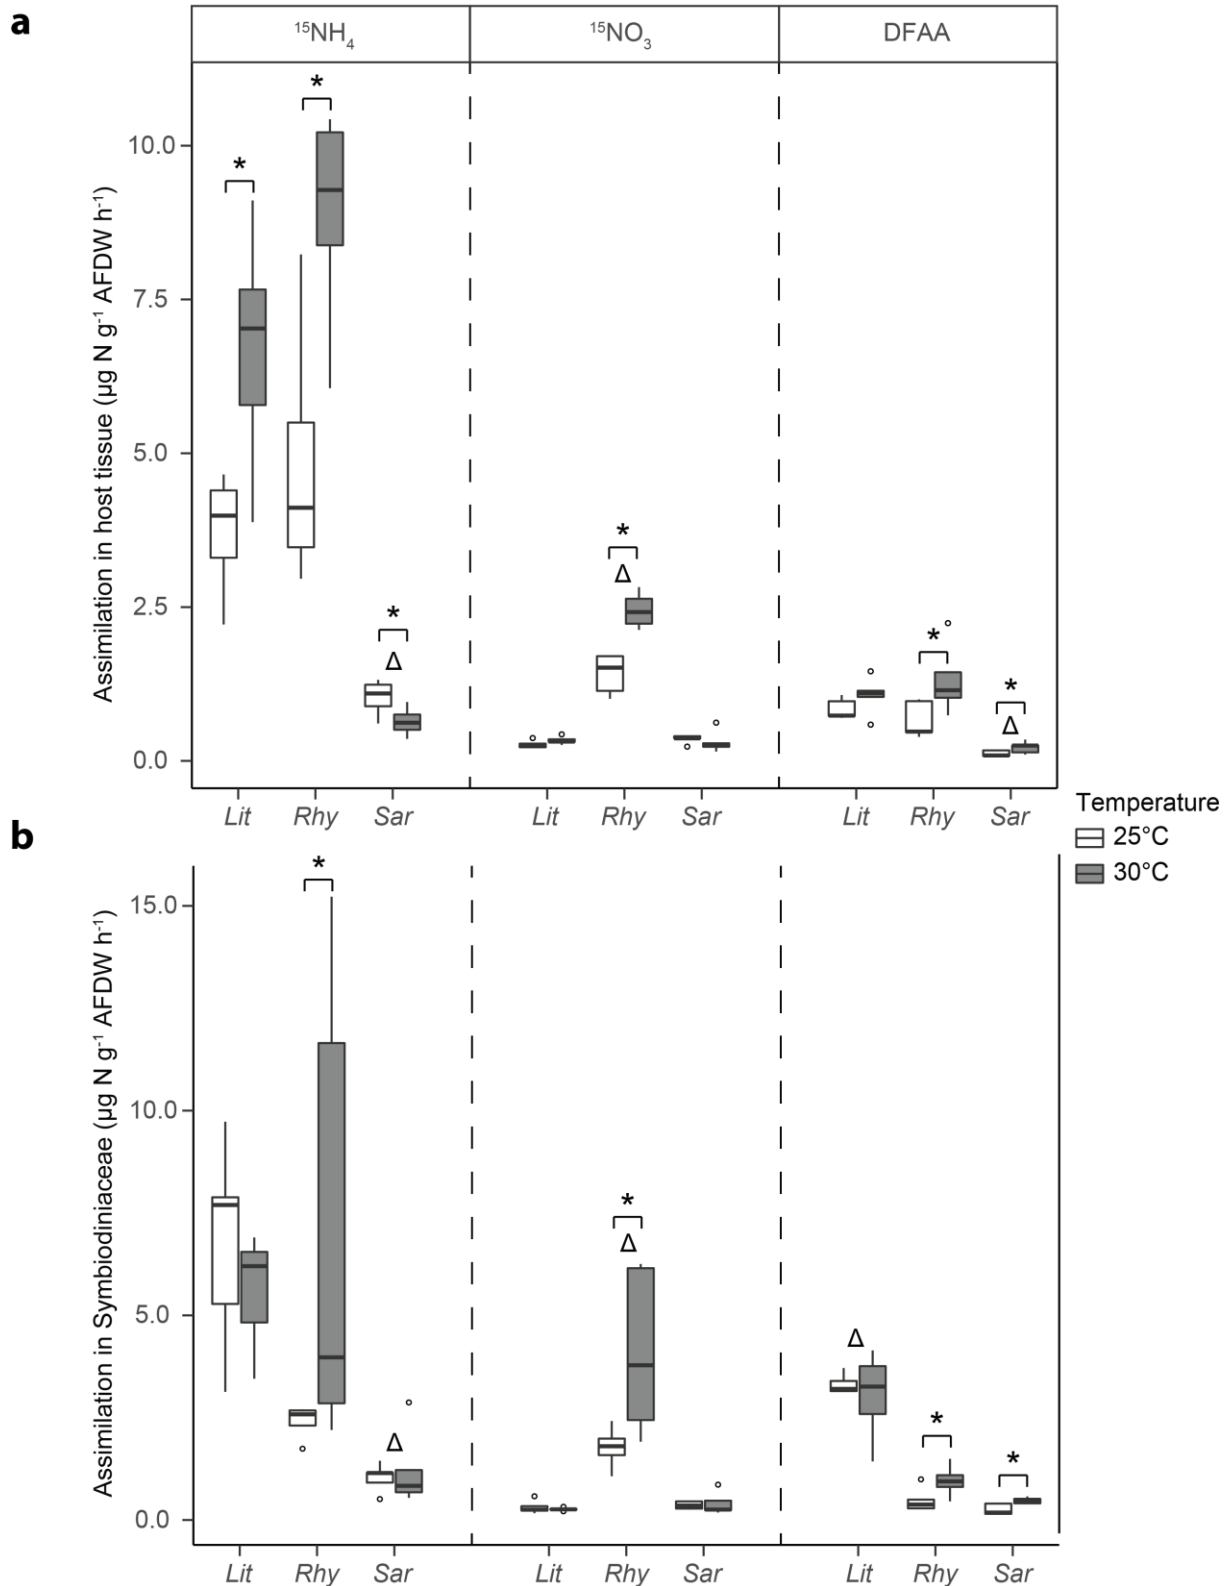 a
¹⁵NH₄ ¹⁵NO₃ DFAA
Assimilation in host tissue (µg N g⁻¹ AFDW h⁻¹)
10.0
7.5
5.0
2.5
0.0
* * * * * *
Δ Δ Δ
Lit Rhy Sar Lit Rhy Sar Lit Rhy Sar
Temperature
25°C
30°C
b
Assimilation in Symbiodiniaceae (µg N g⁻¹ AFDW h⁻¹)
15.0
10.0
5.0
0.0
* * * *
Δ Δ Δ
Lit Rhy Sar Lit Rhy Sar Lit Rhy Sar